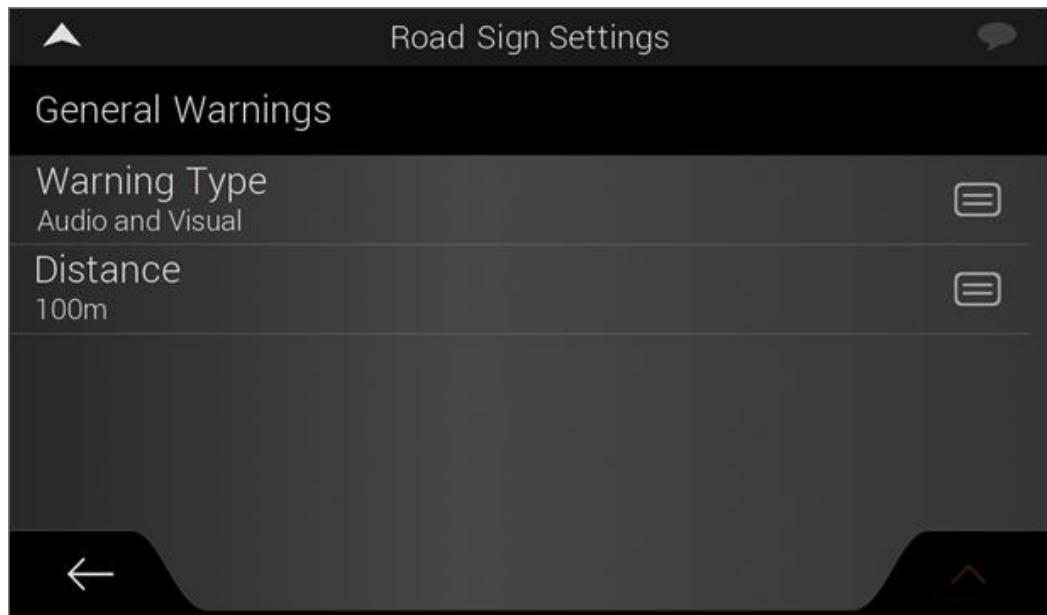 Road Sign Settings
General Warnings
Warning Type
Audio and Visual
Distance
100m